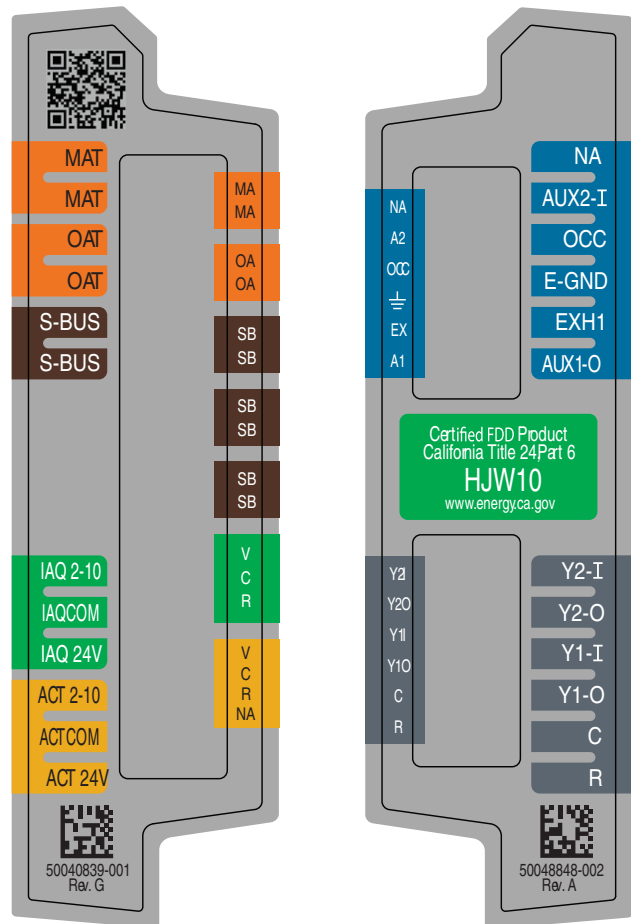 MAT
MAT
OAT
OAT
S-BUS
S-BUS
IAQ 2-10
IAQCOM
IAQ 24V
ACT 2-10
ACTCOM
ACT 24V
50040839-001
Rev. G
MA
MA
OA
OA
SB
SB
SB
SB
SB
SB
V
C
R
V
C
R
NA
NA
A2
OCC
EX
A1
NA
AUX2-I
OCC
E-GND
EXH1
AUX1-O
Certified FDD Product
California Title 24Part 6
HJW10
www.energy.ca.gov
Y2I
Y2O
Y1I
Y1O
C
R
Y2-I
Y2-O
Y1-I
Y1-O
C
R
50048848-002
Rev. A